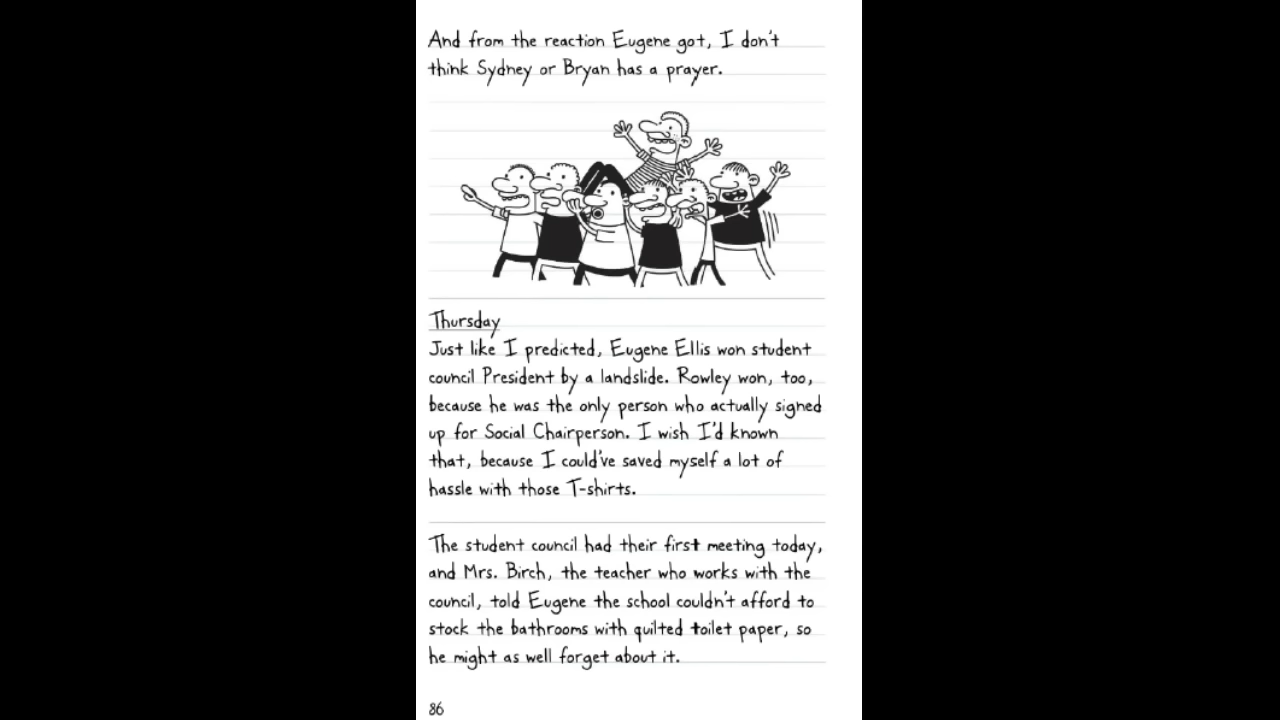 And from the reaction Eugene got, I don't
think Sydney or Bryan has a prayer.
Thursday
Just like I predicted, Eugene Ellis won student
council President by a landslide. Rowley won, too,
because he was the only person who actually signed
up for Social Chairperson. I wish I'd known
that, because I could've saved myself a lot of
hassle with those T-shirts.
The student council had their first meeting today,
and Mrs. Birch, the teacher who works with the
council, told Eugene the school couldn't afford to
stock the bathrooms with quilted toilet paper, so
he might as well forget about it.
86